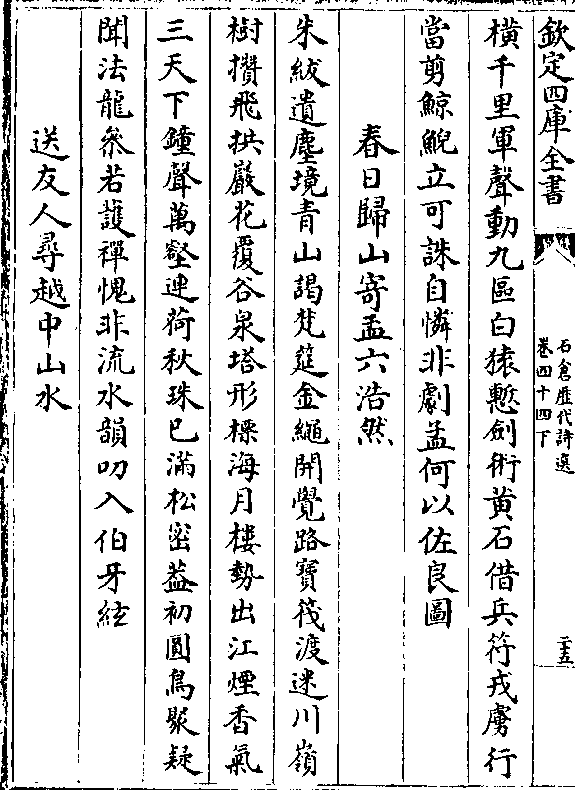 欽定四庫全書
石倉歷代詩選
卷四十四下
二五
橫千里軍聲動九區白猿慙劍術黄石借兵符戎虜行
當剪鯨鯢立可誅自憐非劇孟何以佐良圖
春日歸山寄孟六浩然
朱紱遺塵境青山謁梵筵金繩開覺路寶筏渡迷川嶺
樹攢飛拱巖花覆谷泉塔形標海月樓勢出江煙香氣
三天下鐘聲萬壑連荷秋珠已滿松密葢初圓鳥聚疑
聞法龍參若護禪愧非流水韻叨入伯牙絃
送友人尋越中山水